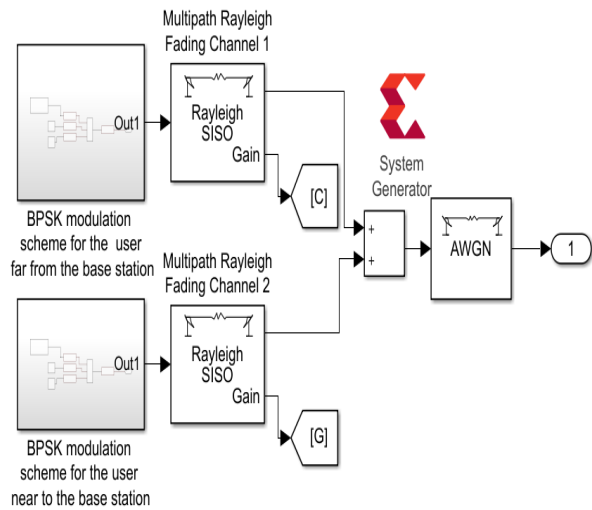 Multipath Rayleigh
Fading Channel 1
Out1
Rayleigh
SISO
Gain
[C]
BPSK modulation
scheme for the user
far from the base station
System
Generator
+
+
AWGN
1
Multipath Rayleigh
Fading Channel 2
Out1
Rayleigh
SISO
Gain
[G]
BPSK modulation
scheme for the user
near to the base station